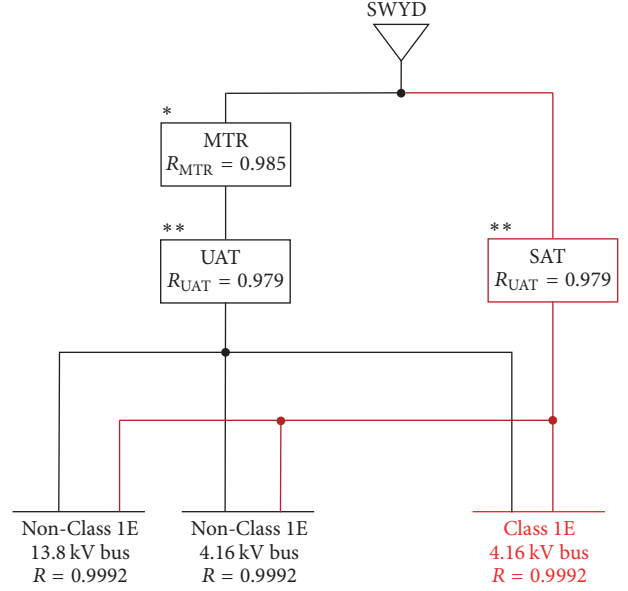 SWYD
*
MTR
R_MTR = 0.985
**
UAT
R_UAT = 0.979
**
SAT
R_UAT = 0.979
Non-Class 1E
13.8 kV bus
R = 0.9992
Non-Class 1E
4.16 kV bus
R = 0.9992
Class 1E
4.16 kV bus
R = 0.9992